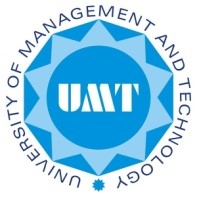 UNIVERSITY OF MANAGEMENT AND TECHNOLOGY
UMT